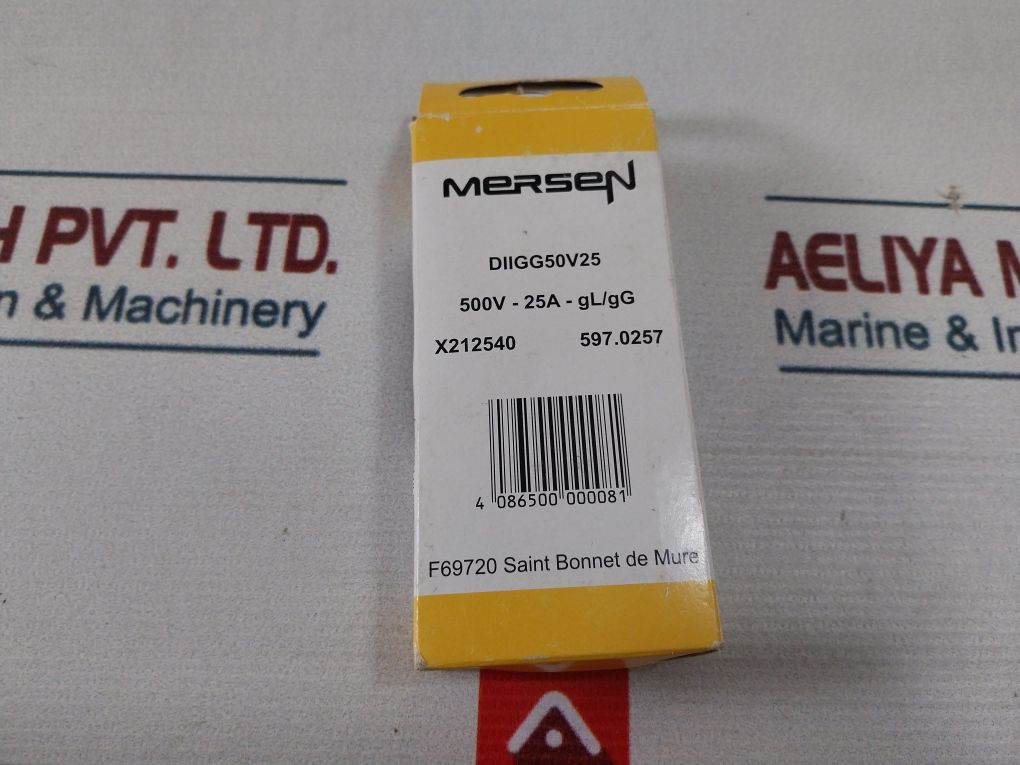 MERSEN
DIIGG50V25
500V - 25A - gL/gG
X212540 597.0257
4 086500 000081
F69720 Saint Bonnet de Mure
H PVT. LTD.
n & Machinery
AELIYA M
Marine & In